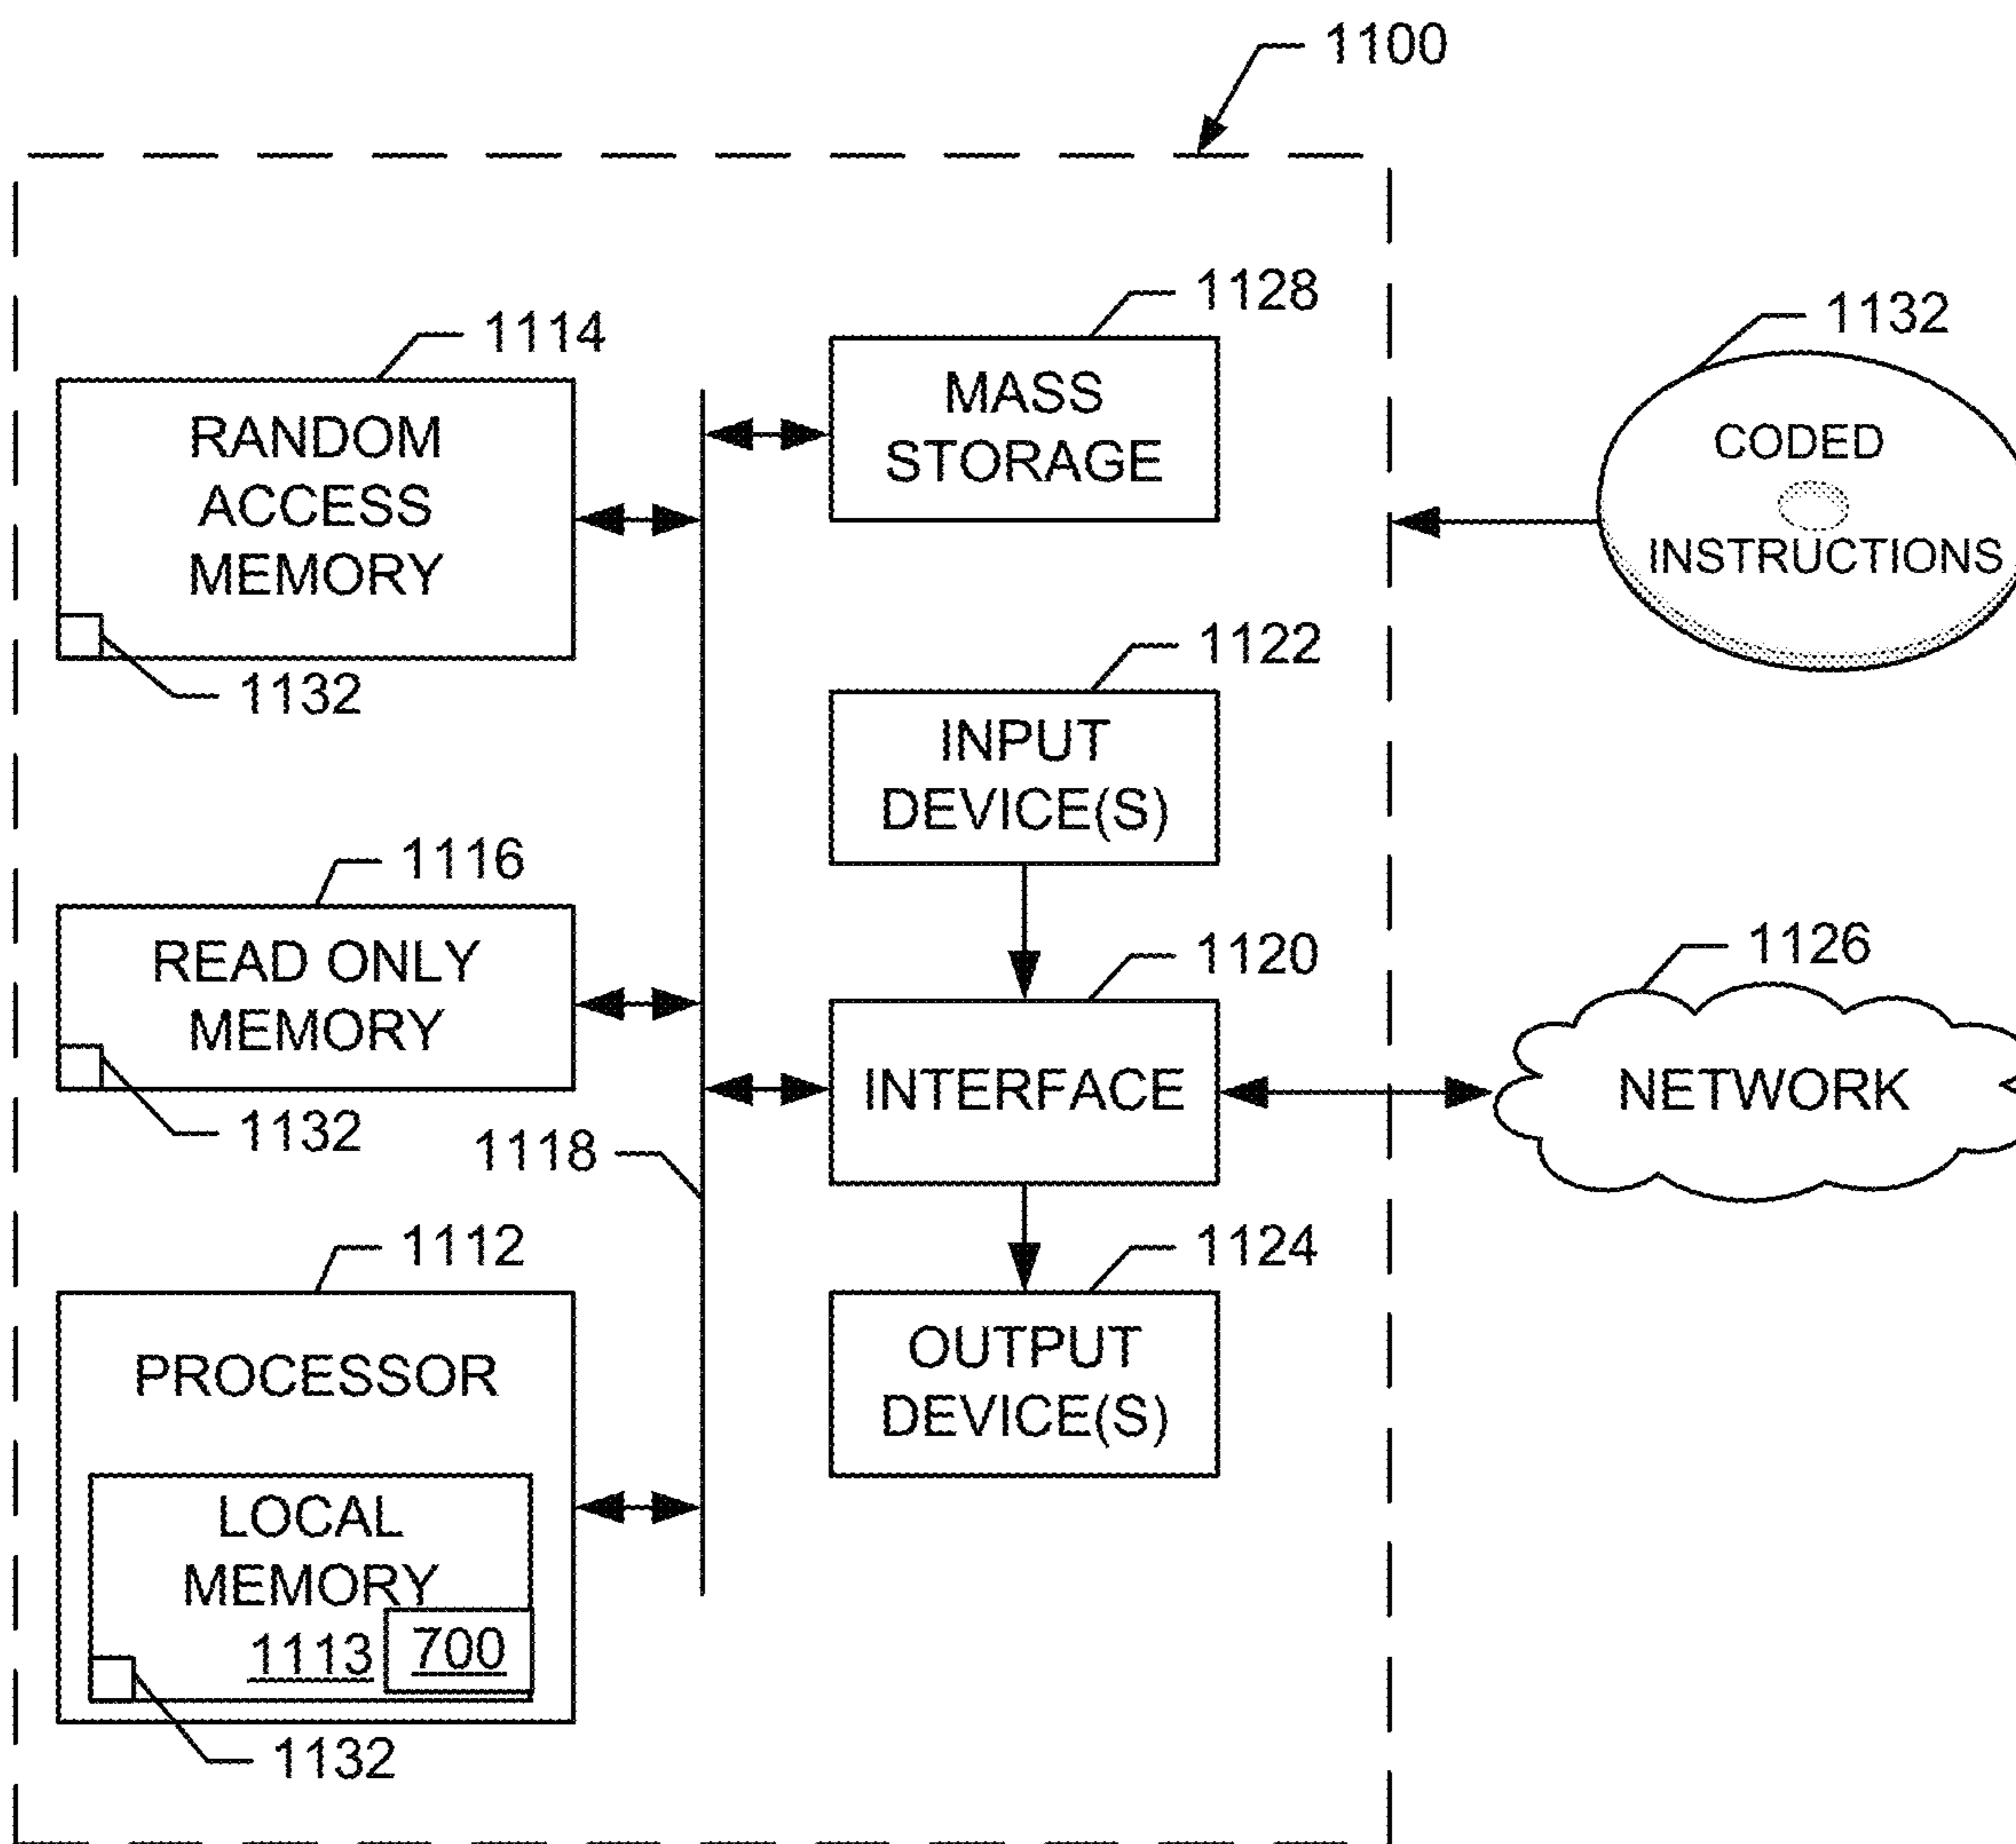 1100
1128
MASS
STORAGE
1114
RANDOM
ACCESS
MEMORY
1132
1132
CODED
INSTRUCTIONS
1122
INPUT
DEVICE(S)
1116
READ ONLY
MEMORY
1132
1120
INTERFACE
1126
NETWORK
1118
1112
PROCESSOR
LOCAL
MEMORY
1113
700
1132
1124
OUTPUT
DEVICE(S)